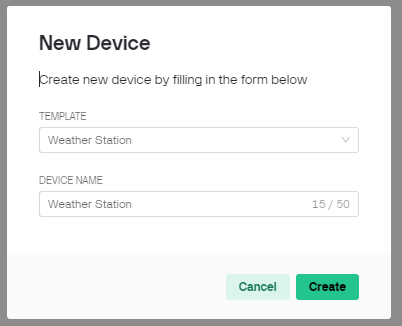 New Device
Create new device by filling in the form below
TEMPLATE
Weather Station
DEVICE NAME
Weather Station 15 / 50
Cancel Create